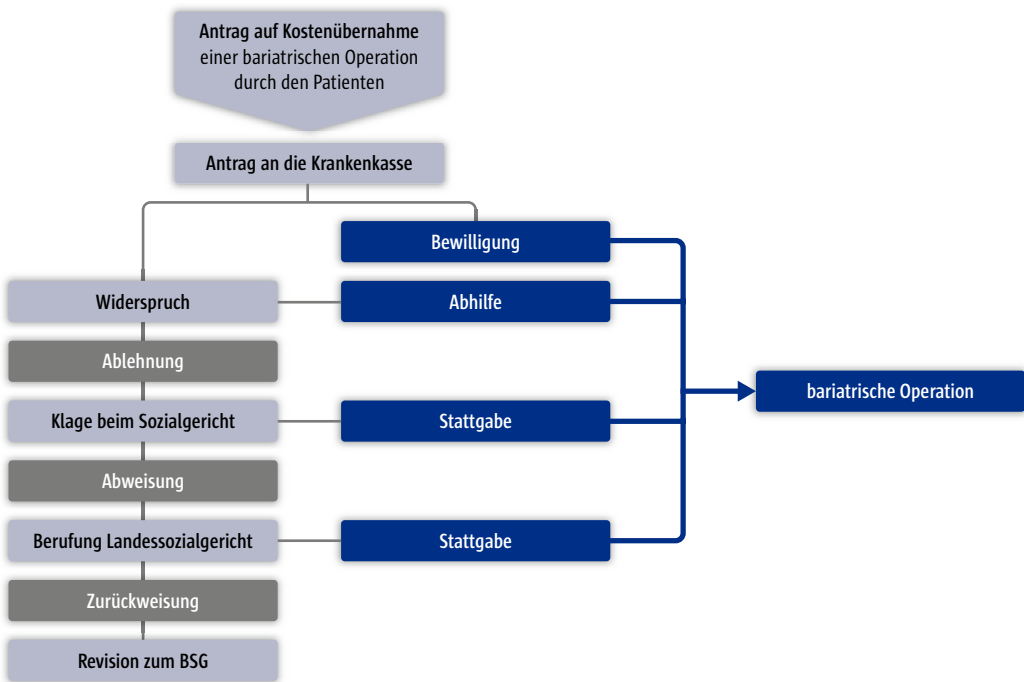 Antrag auf Kostenübernahme
einer bariatrischen Operation
durch den Patienten
Antrag an die Krankenkasse
Bewilligung
Widerspruch
Abhilfe
Ablehnung
bariatrische Operation
Klage beim Sozialgericht
Stattgabe
Abweisung
Berufung Landessozialgericht
Stattgabe
Zurückweisung
Revision zum BSG